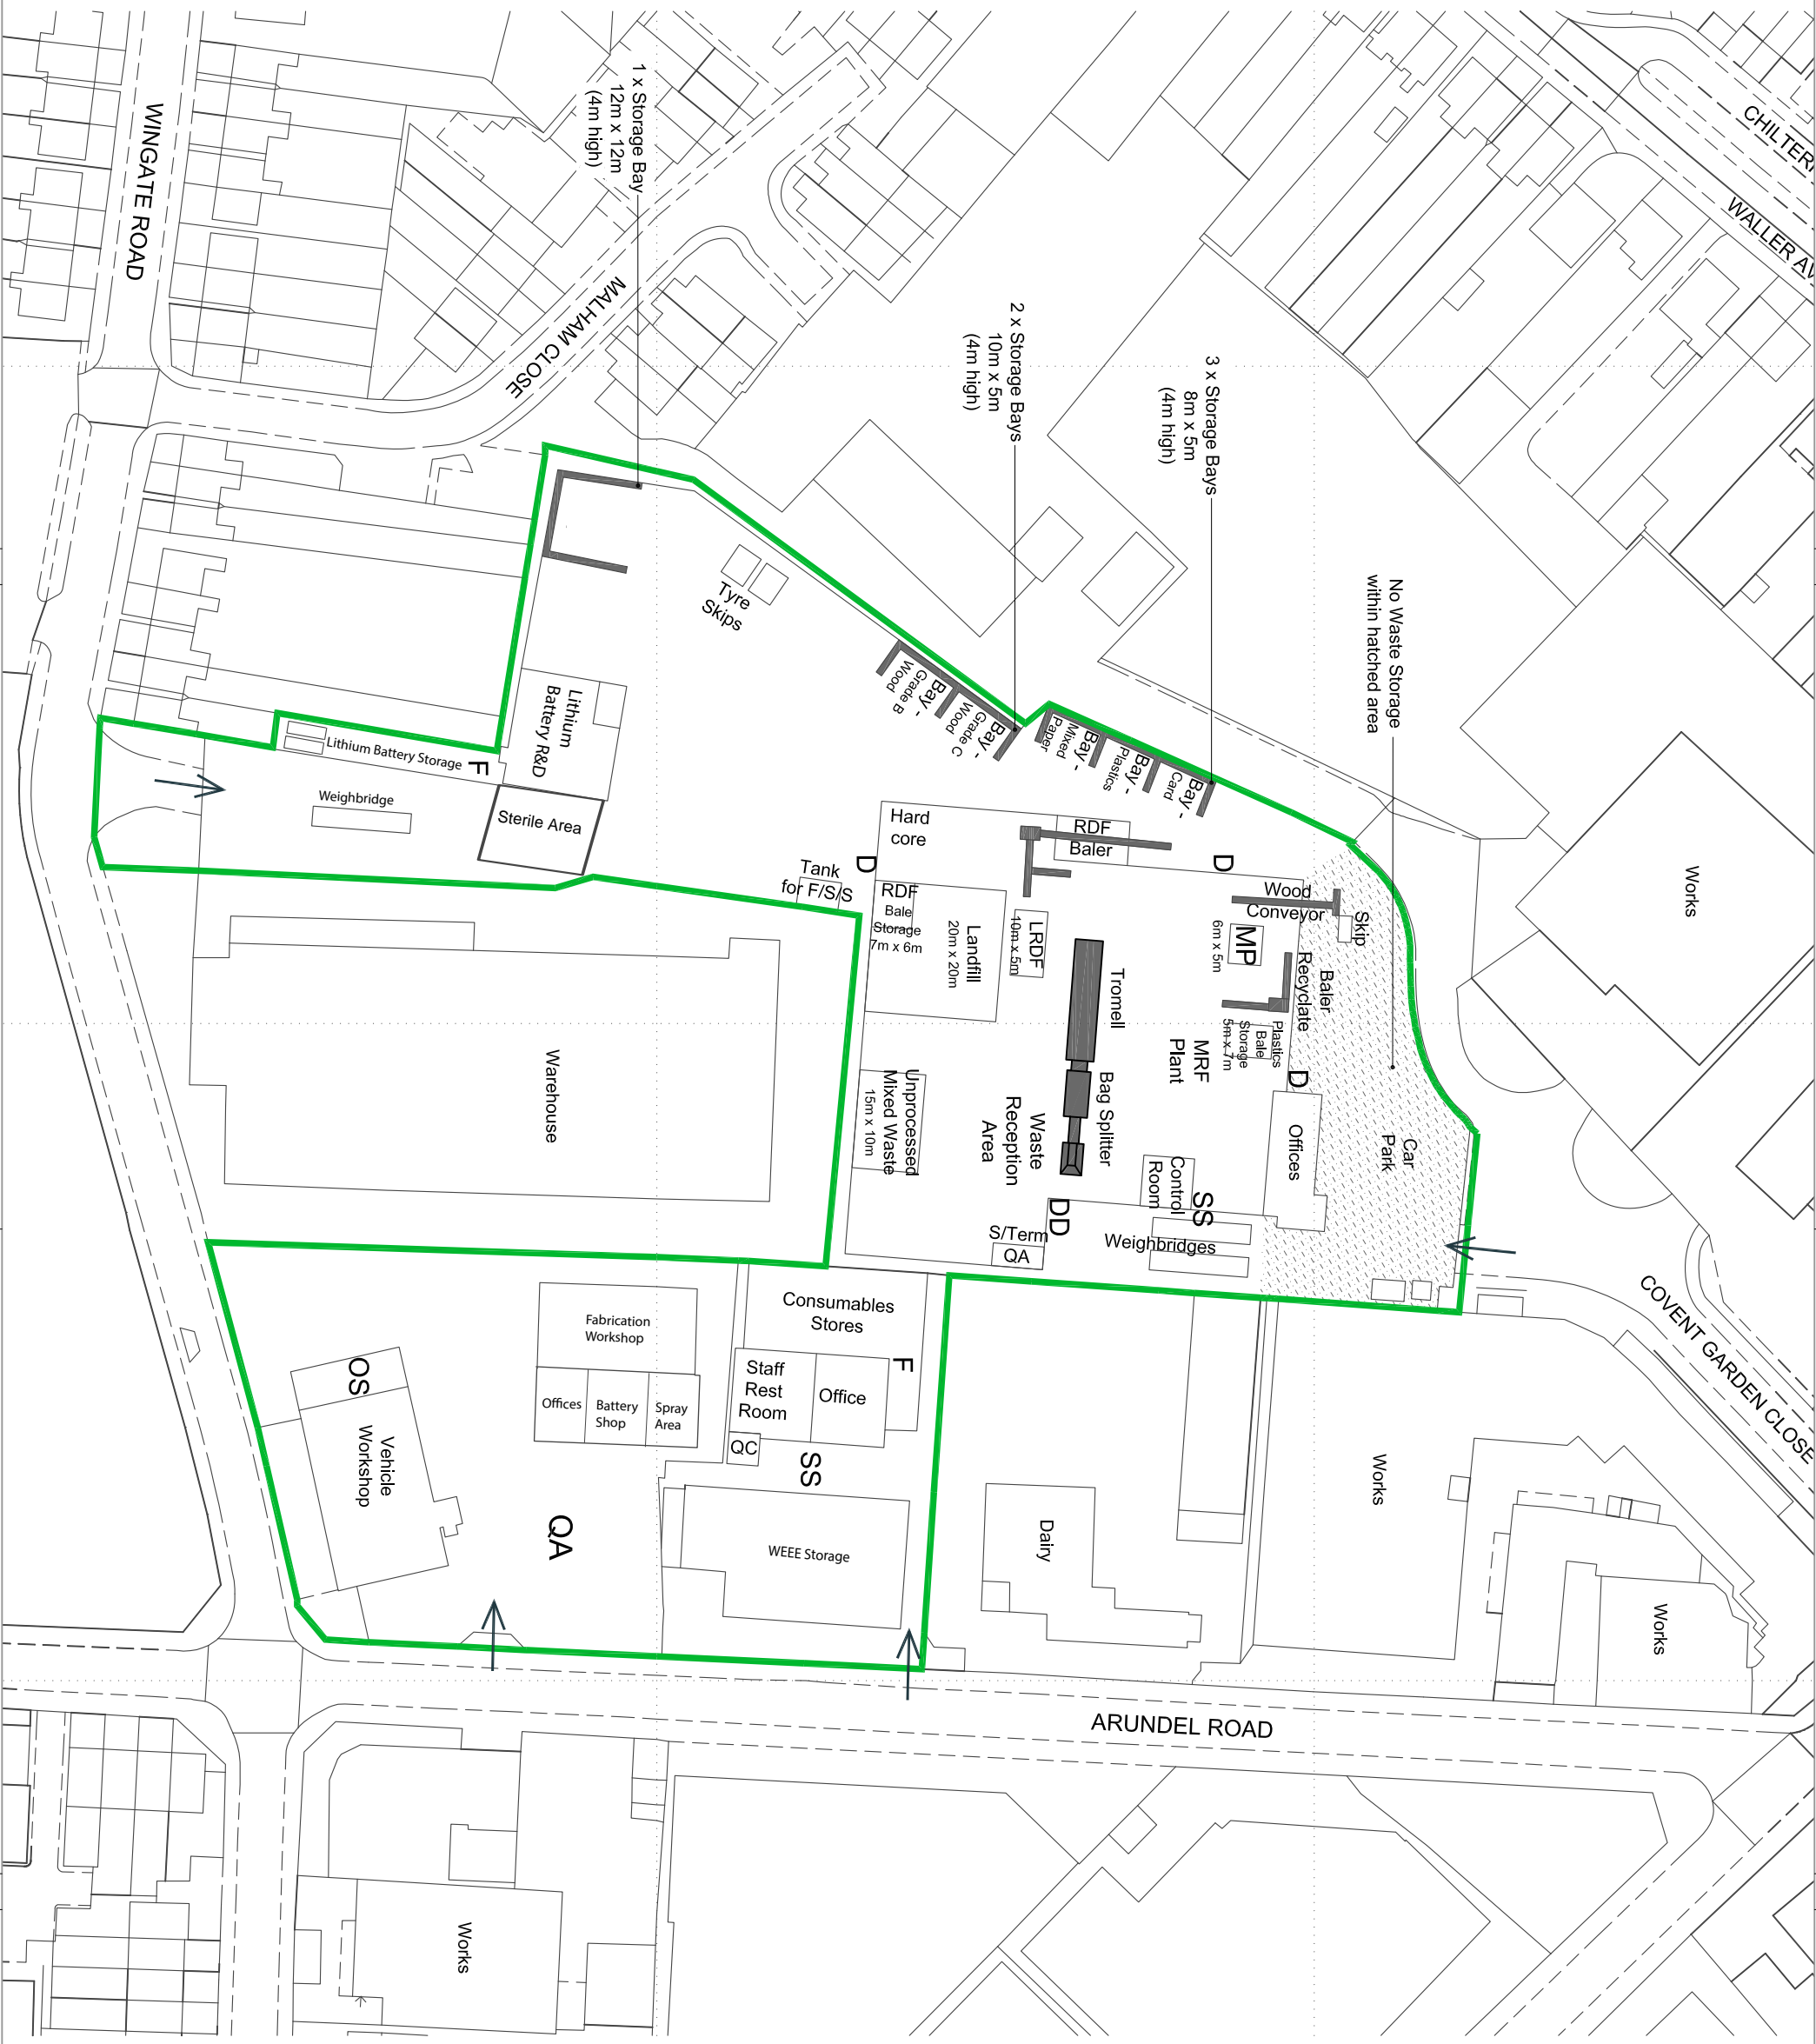 CHILTER
WALLER AV
WINGATE ROAD
MALHAM CLOSE
1 x Storage Bay
12m x 12m
(4m high)
2 x Storage Bays
10m x 5m
(4m high)
3 x Storage Bays
8m x 5m
(4m high)
No Waste Storage
within hatched area
Works
Tyre
Skips
Bay -
Grade B
Wood
Bay -
Grade C
Wood
Bay -
Mixed
Paper
Bay -
Plastics
Bay -
Card
Lithium
Battery R&D
Lithium Battery Storage
F
Weighbridge
Sterile Area
Hard
core
RDF
Baler
D
D
Tank
for F/S/S
RDF
Bale
Storage
7m x 6m
Landfill
20m x 20m
LRDF
10m x 5m
Wood
Conveyor
Skip
MP
6m x 5m
Baler
Recyclate
Plastics
Bale
Storage
5m x 7m
D
Tromell
MRF
Plant
Bag Splitter
Waste
Reception
Area
Unprocessed
Mixed Waste
15m x 10m
Offices
Car
Park
Control
Room
SS
DD
S/Term
QA
Weighbridges
Warehouse
COVENT GARDEN CLOSE
Consumables
Stores
Fabrication
Workshop
Staff
Rest
Room
Office
F
Offices
Battery
Shop
Spray
Area
QC
SS
OS
Vehicle
Workshop
QA
WEEE Storage
Dairy
Works
Works
ARUNDEL ROAD
Works